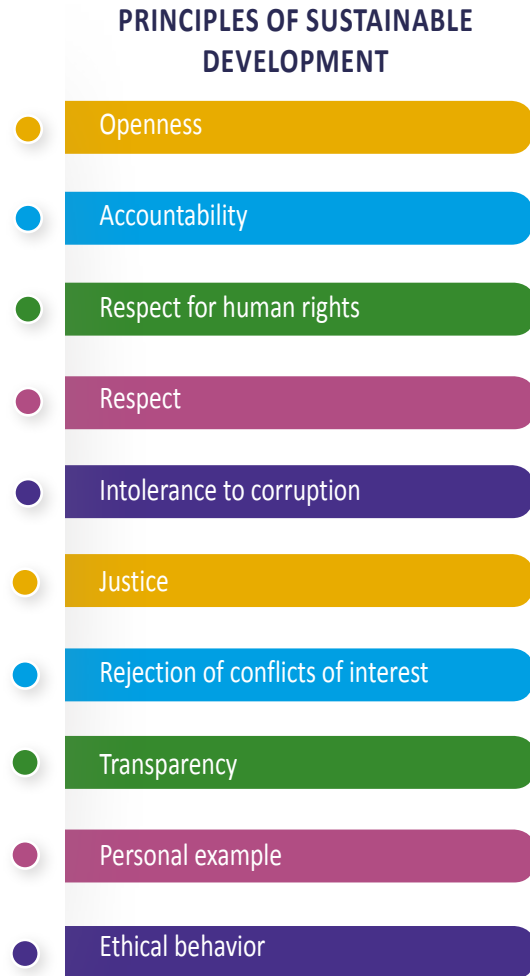 PRINCIPLES OF SUSTAINABLE
DEVELOPMENT
Openness
Accountability
Respect for human rights
Respect
Intolerance to corruption
Justice
Rejection of conflicts of interest
Transparency
Personal example
Ethical behavior